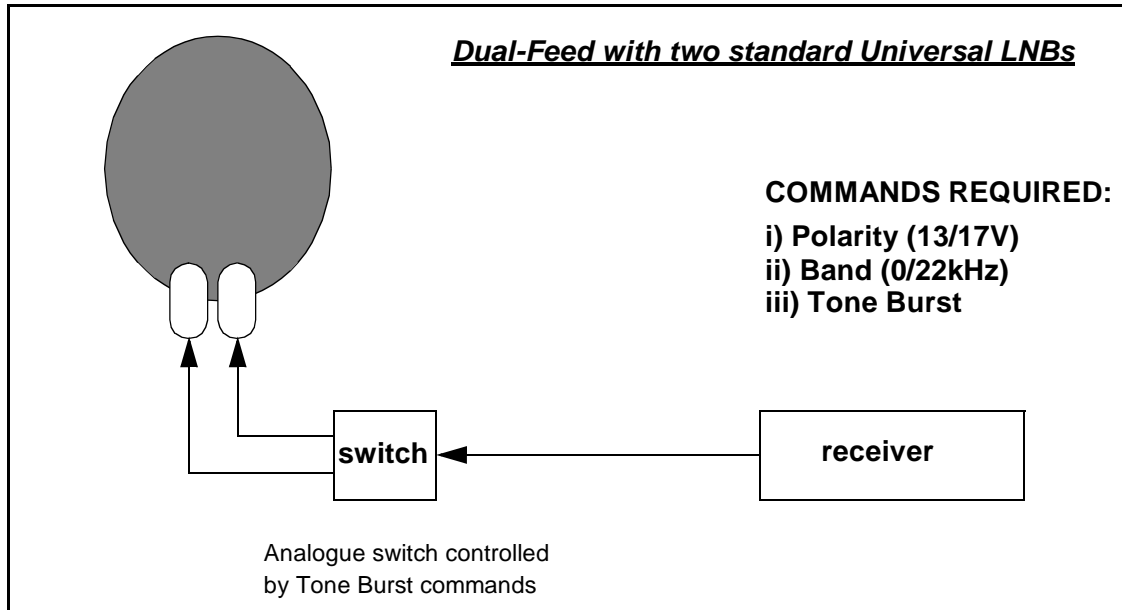 Dual-Feed with two standard Universal LNBs
COMMANDS REQUIRED:
i) Polarity (13/17V)
ii) Band (0/22kHz)
iii) Tone Burst
switch
receiver
Analogue switch controlled
by Tone Burst commands